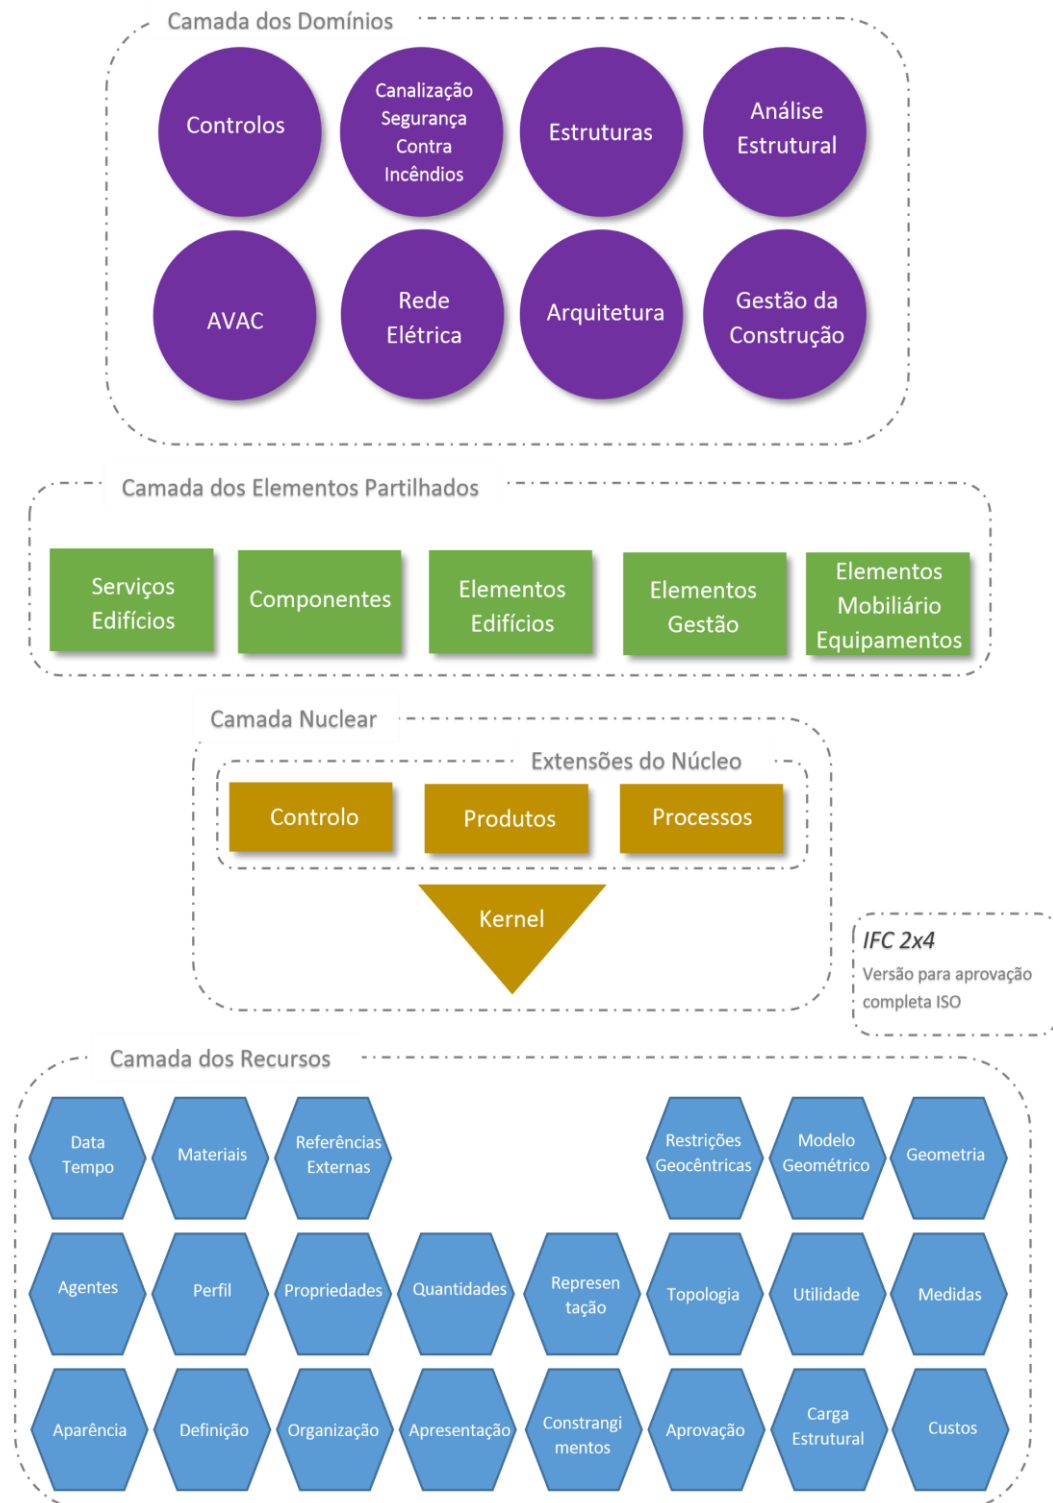 Camada dos Domínios
Controlos
Canalização
Segurança
Contra
Incêndios
Estruturas
Análise
Estrutural
AVAC
Rede
Elétrica
Arquitetura
Gestão da
Construção
Camada dos Elementos Partilhados
Serviços
Edifícios
Componentes
Elementos
Edifícios
Elementos
Gestão
Elementos
Mobiliário
Equipamentos
Camada Nuclear
Extensões do Núcleo
Controlo
Produtos
Processos
Kernel
IFC 2x4
Versão para aprovação
completa ISO
Camada dos Recursos
Data
Tempo
Materiais
Referências
Externas
Restrições
Geocêntricas
Modelo
Geométrico
Geometria
Agentes
Perfil
Propriedades
Quantidades
Represen
tação
Topologia
Utilidade
Medidas
Aparência
Definição
Organização
Apresentação
Constrangi
mentos
Aprovação
Carga
Estrutural
Custos